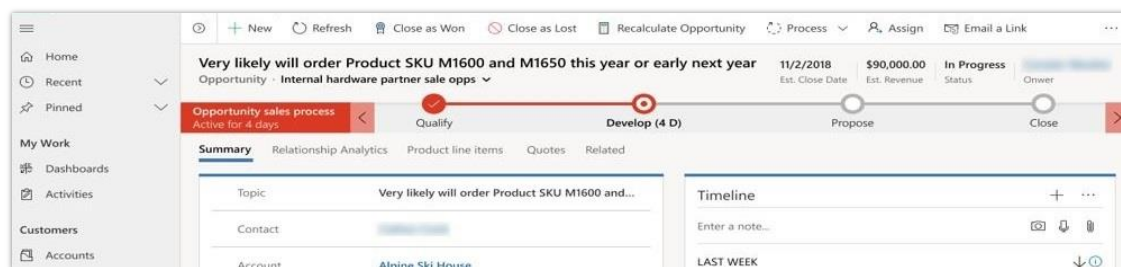 New
Refresh
Close as Won
Close as Lost
Recalculate Opportunity
Process
Assign
Email a Link
Home
Recent
Pinned
My Work
Dashboards
Activities
Customers
Accounts
Very likely will order Product SKU M1600 and M1650 this year or early next year
Opportunity · Internal hardware partner sale opps
11/2/2018
Est. Close Date
$90,000.00
Est. Revenue
In Progress
Status
Onwer
Opportunity sales process
Active for 4 days
Qualify
Develop (4 D)
Propose
Close
Summary
Relationship Analytics
Product line items
Quotes
Related
Topic
Very likely will order Product SKU M1600 and...
Contact
Account
Alpine Ski House
Timeline
Enter a note...
LAST WEEK